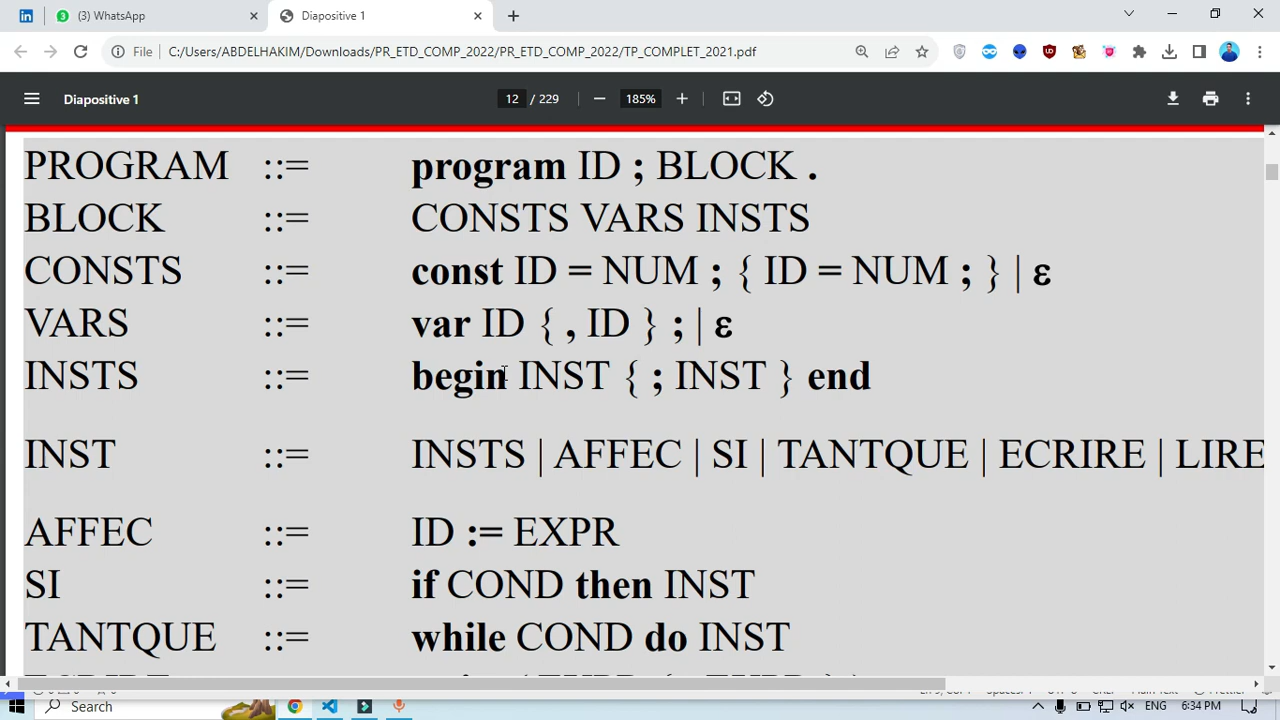 (3) WhatsApp
Diapositive 1
File C:/Users/ABDELHAKIM/Downloads/PR_ETD_COMP_2022/PR_ETD_COMP_2022/TP_COMPLET_2021.pdf
Diapositive 1
12 / 229
185%
PROGRAM ::= program ID ; BLOCK .
BLOCK ::= CONSTS VARS INSTS
CONSTS ::= const ID = NUM ; { ID = NUM ; } | ε
VARS ::= var ID { , ID } ; | ε
INSTS ::= begin INST { ; INST } end
INST ::= INSTS | AFFEC | SI | TANTQUE | ECRIRE | LIRE
AFFEC ::= ID := EXPR
SI ::= if COND then INST
TANTQUE ::= while COND do INST
Search
ENG
6:34 PM